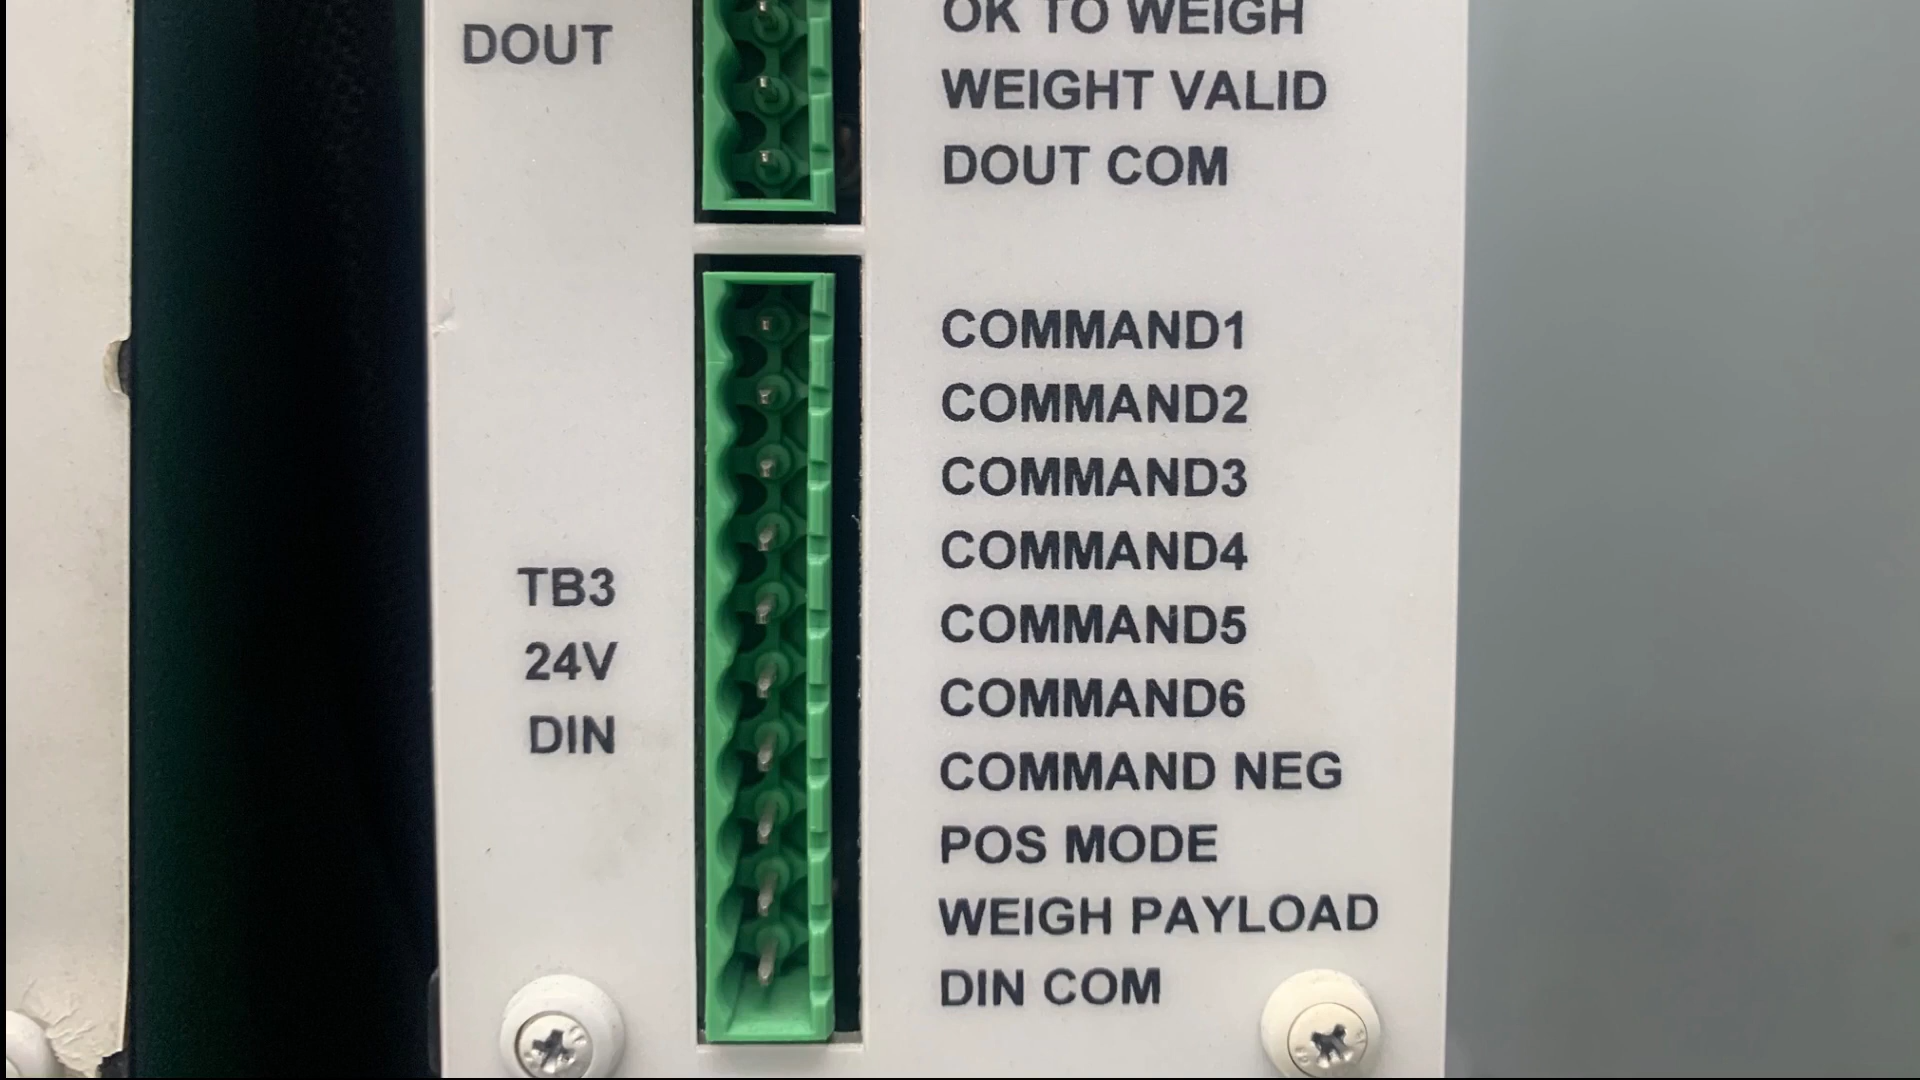 DOUT
OK TO WEIGH
WEIGHT VALID
DOUT COM
TB3
24V
DIN
COMMAND1
COMMAND2
COMMAND3
COMMAND4
COMMAND5
COMMAND6
COMMAND NEG
POS MODE
WEIGH PAYLOAD
DIN COM